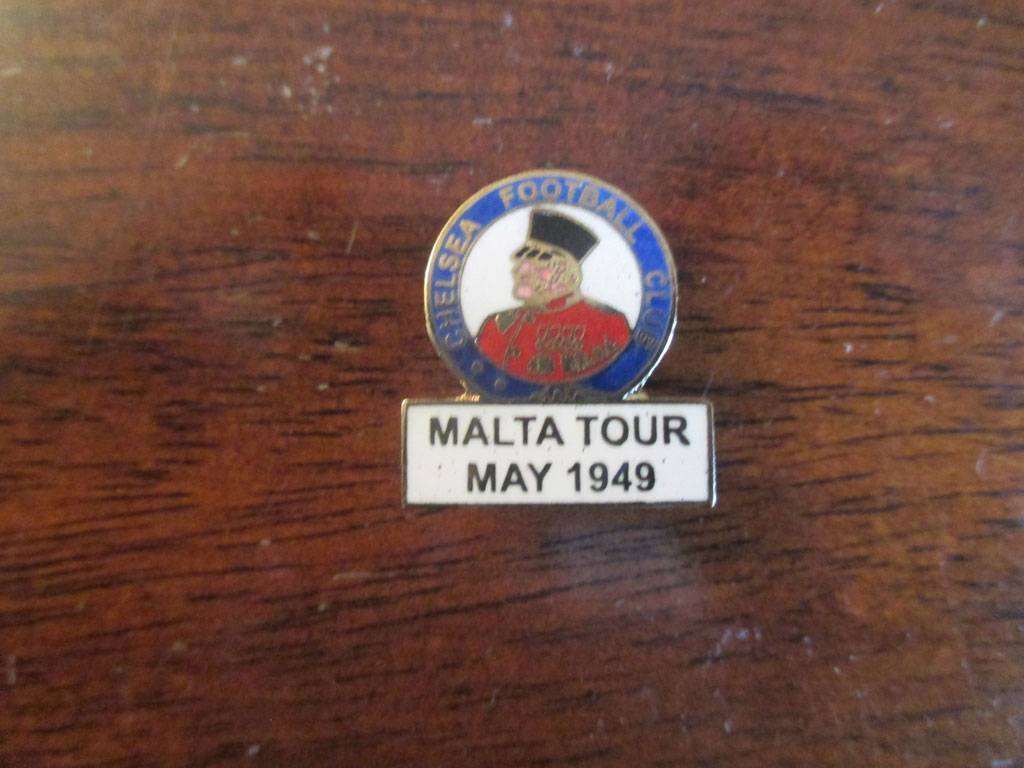 CHELSEA FOOTBALL CLUB
MALTA TOUR
MAY 1949